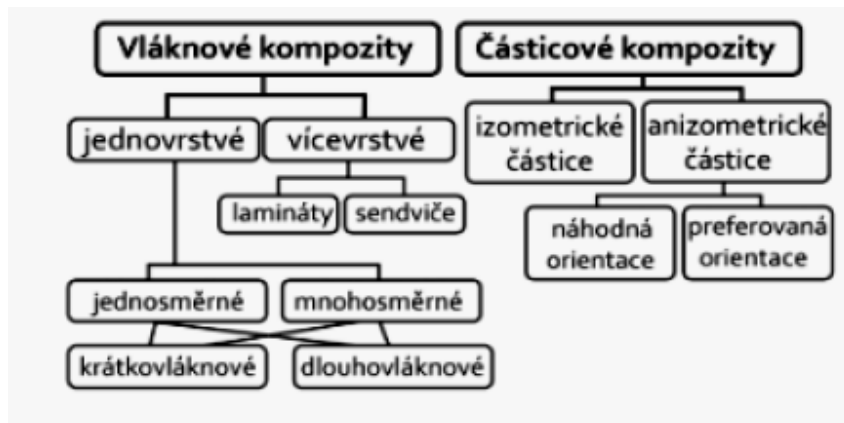 Vláknové kompozity
Částicové kompozity
jednovrstvé
vícevrstvé
izometrické
částice
anizometrické
částice
lamináty
sendviče
náhodná
orientace
preferovaná
orientace
jednosměrné
mnohosměrné
krátkovláknové
dlouhovláknové